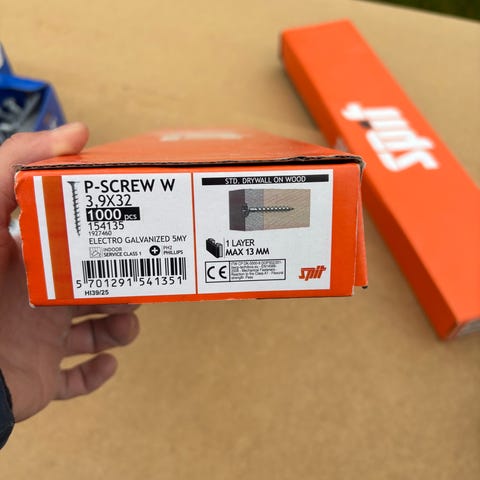 P-SCREW W
3,9X32
1000 pcs
154135
1927460
ELECTRO GALVANIZED 5MY
INDOOR
SERVICE CLASS 1
PH2
PHILLIPS
5 701291 541351
HI39/25
STD. DRYWALL ON WOOD
1 LAYER
MAX 13 MM
CE
spit
spit